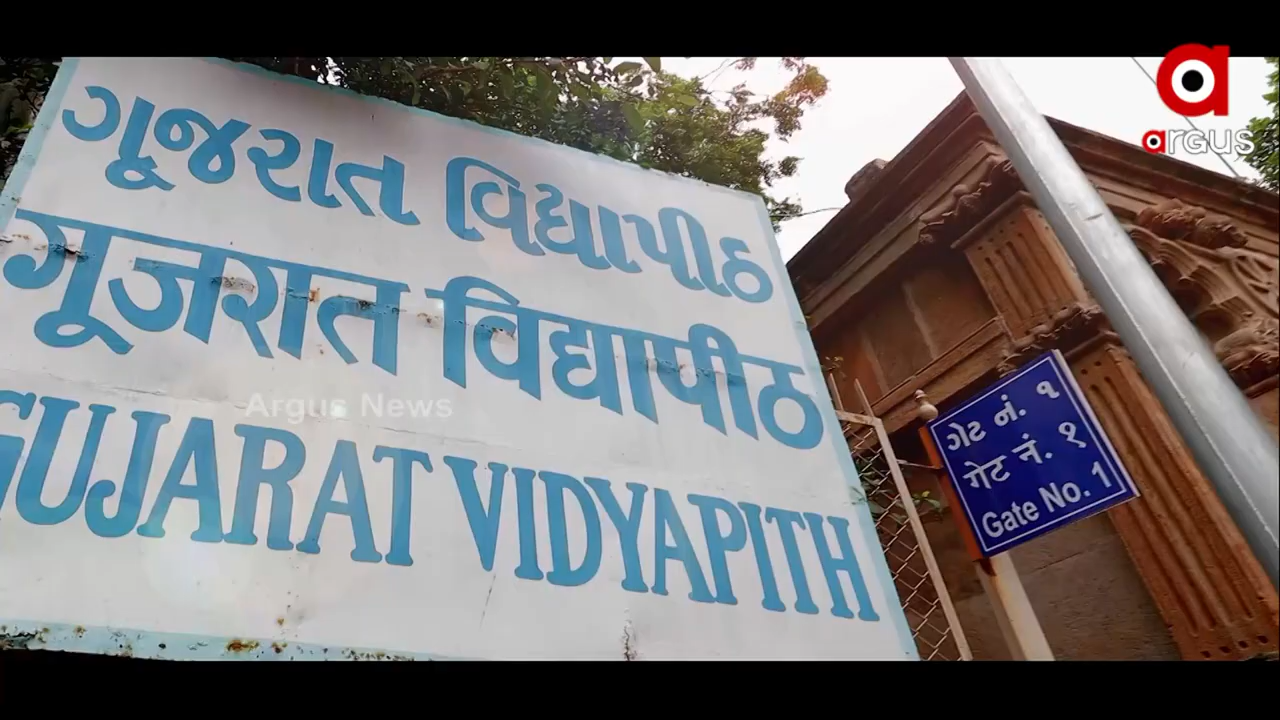 ગૂજરાત વિદ્યાપીઠ
गूजरात विद्यापीठ
GUJARAT VIDYAPITH
ગેટ નં. ૧
गेट नं. १
Gate No. 1
argus
Argus News